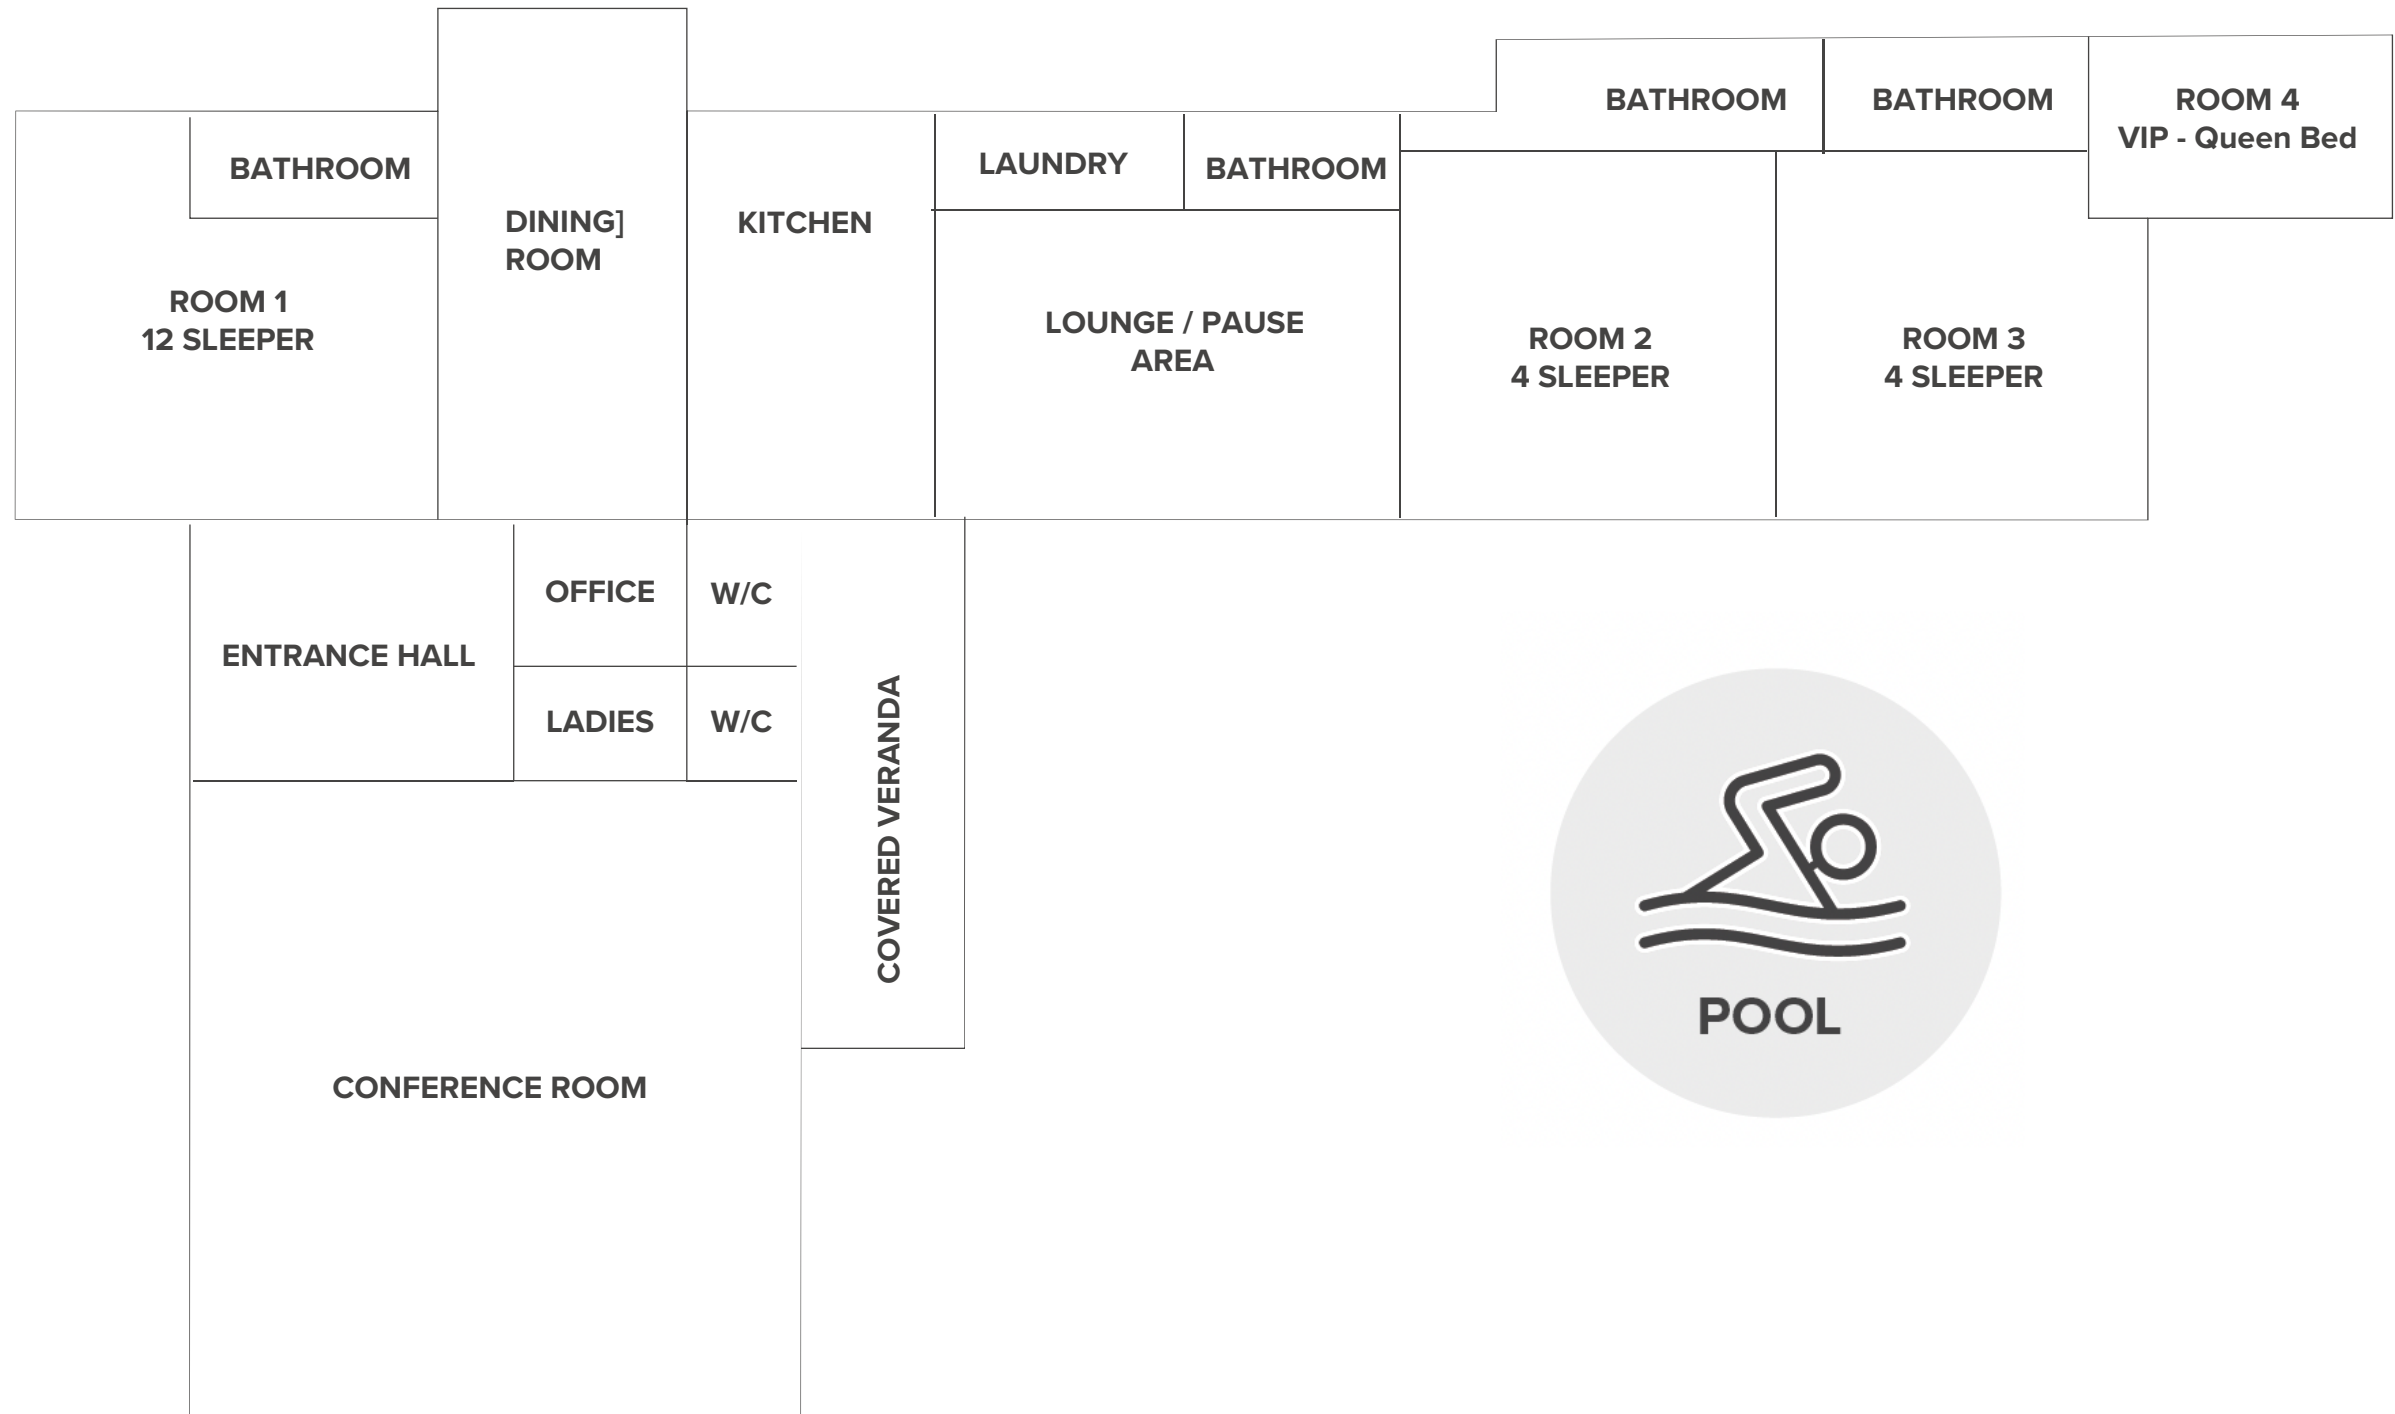 BATHROOM
ROOM 1
12 SLEEPER
DINING]
ROOM
KITCHEN
LAUNDRY
BATHROOM
LOUNGE / PAUSE
AREA
BATHROOM
BATHROOM
ROOM 4
VIP - Queen Bed
ROOM 2
4 SLEEPER
ROOM 3
4 SLEEPER
ENTRANCE HALL
OFFICE
W/C
LADIES
W/C
COVERED VERANDA
CONFERENCE ROOM
POOL